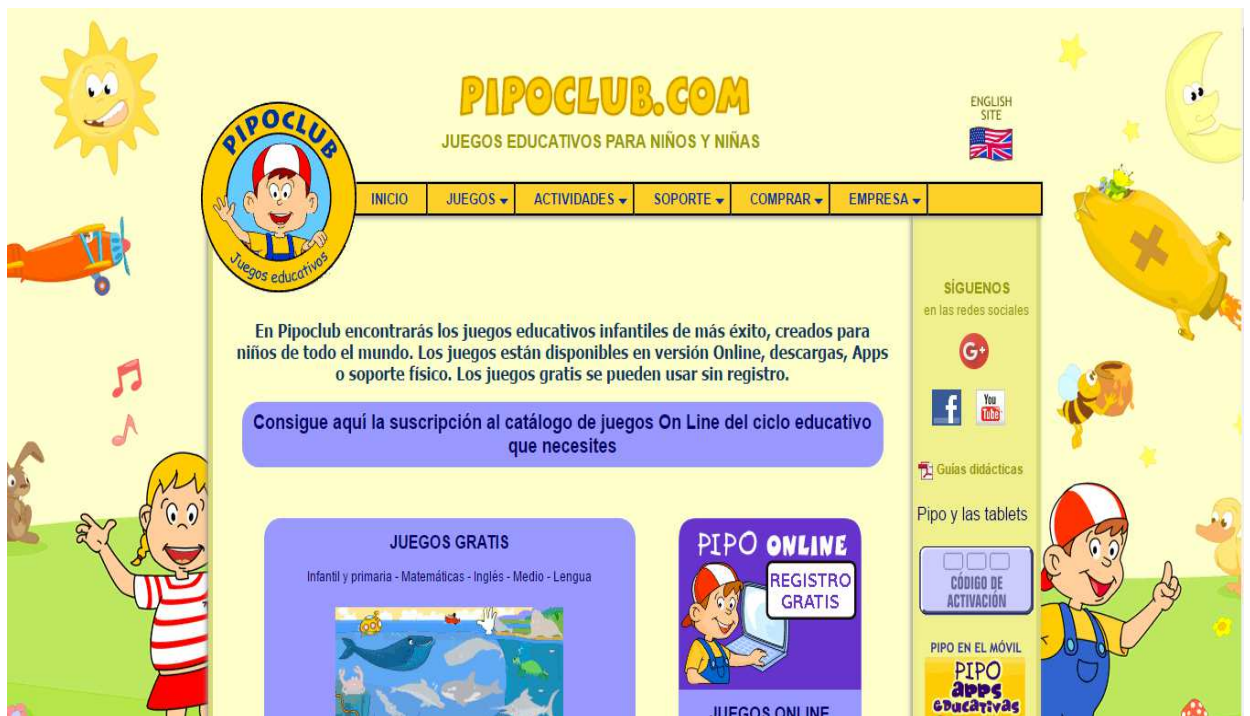 PIPOCLUB.COM
JUEGOS EDUCATIVOS PARA NIÑOS Y NIÑAS
ENGLISH
SITE
PIPOCLUB
Juegos educativos
INICIO JUEGOS ACTIVIDADES SOPORTE COMPRAR EMPRESA
En Pipoclub encontrarás los juegos educativos infantiles de más éxito, creados para
niños de todo el mundo. Los juegos están disponibles en versión Online, descargas, Apps
o soporte físico. Los juegos gratis se pueden usar sin registro.
Consigue aquí la suscripción al catálogo de juegos On Line del ciclo educativo
que necesites
JUEGOS GRATIS
Infantil y primaria - Matemáticas - Inglés - Medio - Lengua
PIPO ONLINE
REGISTRO
GRATIS
JUEGOS ONLINE
SÍGUENOS
en las redes sociales
G+
f
You
Tube
Guías didácticas
Pipo y las tablets
CÓDIGO DE
ACTIVACIÓN
PIPO EN EL MÓVIL
PIPO
apps
EDUCATIVAS